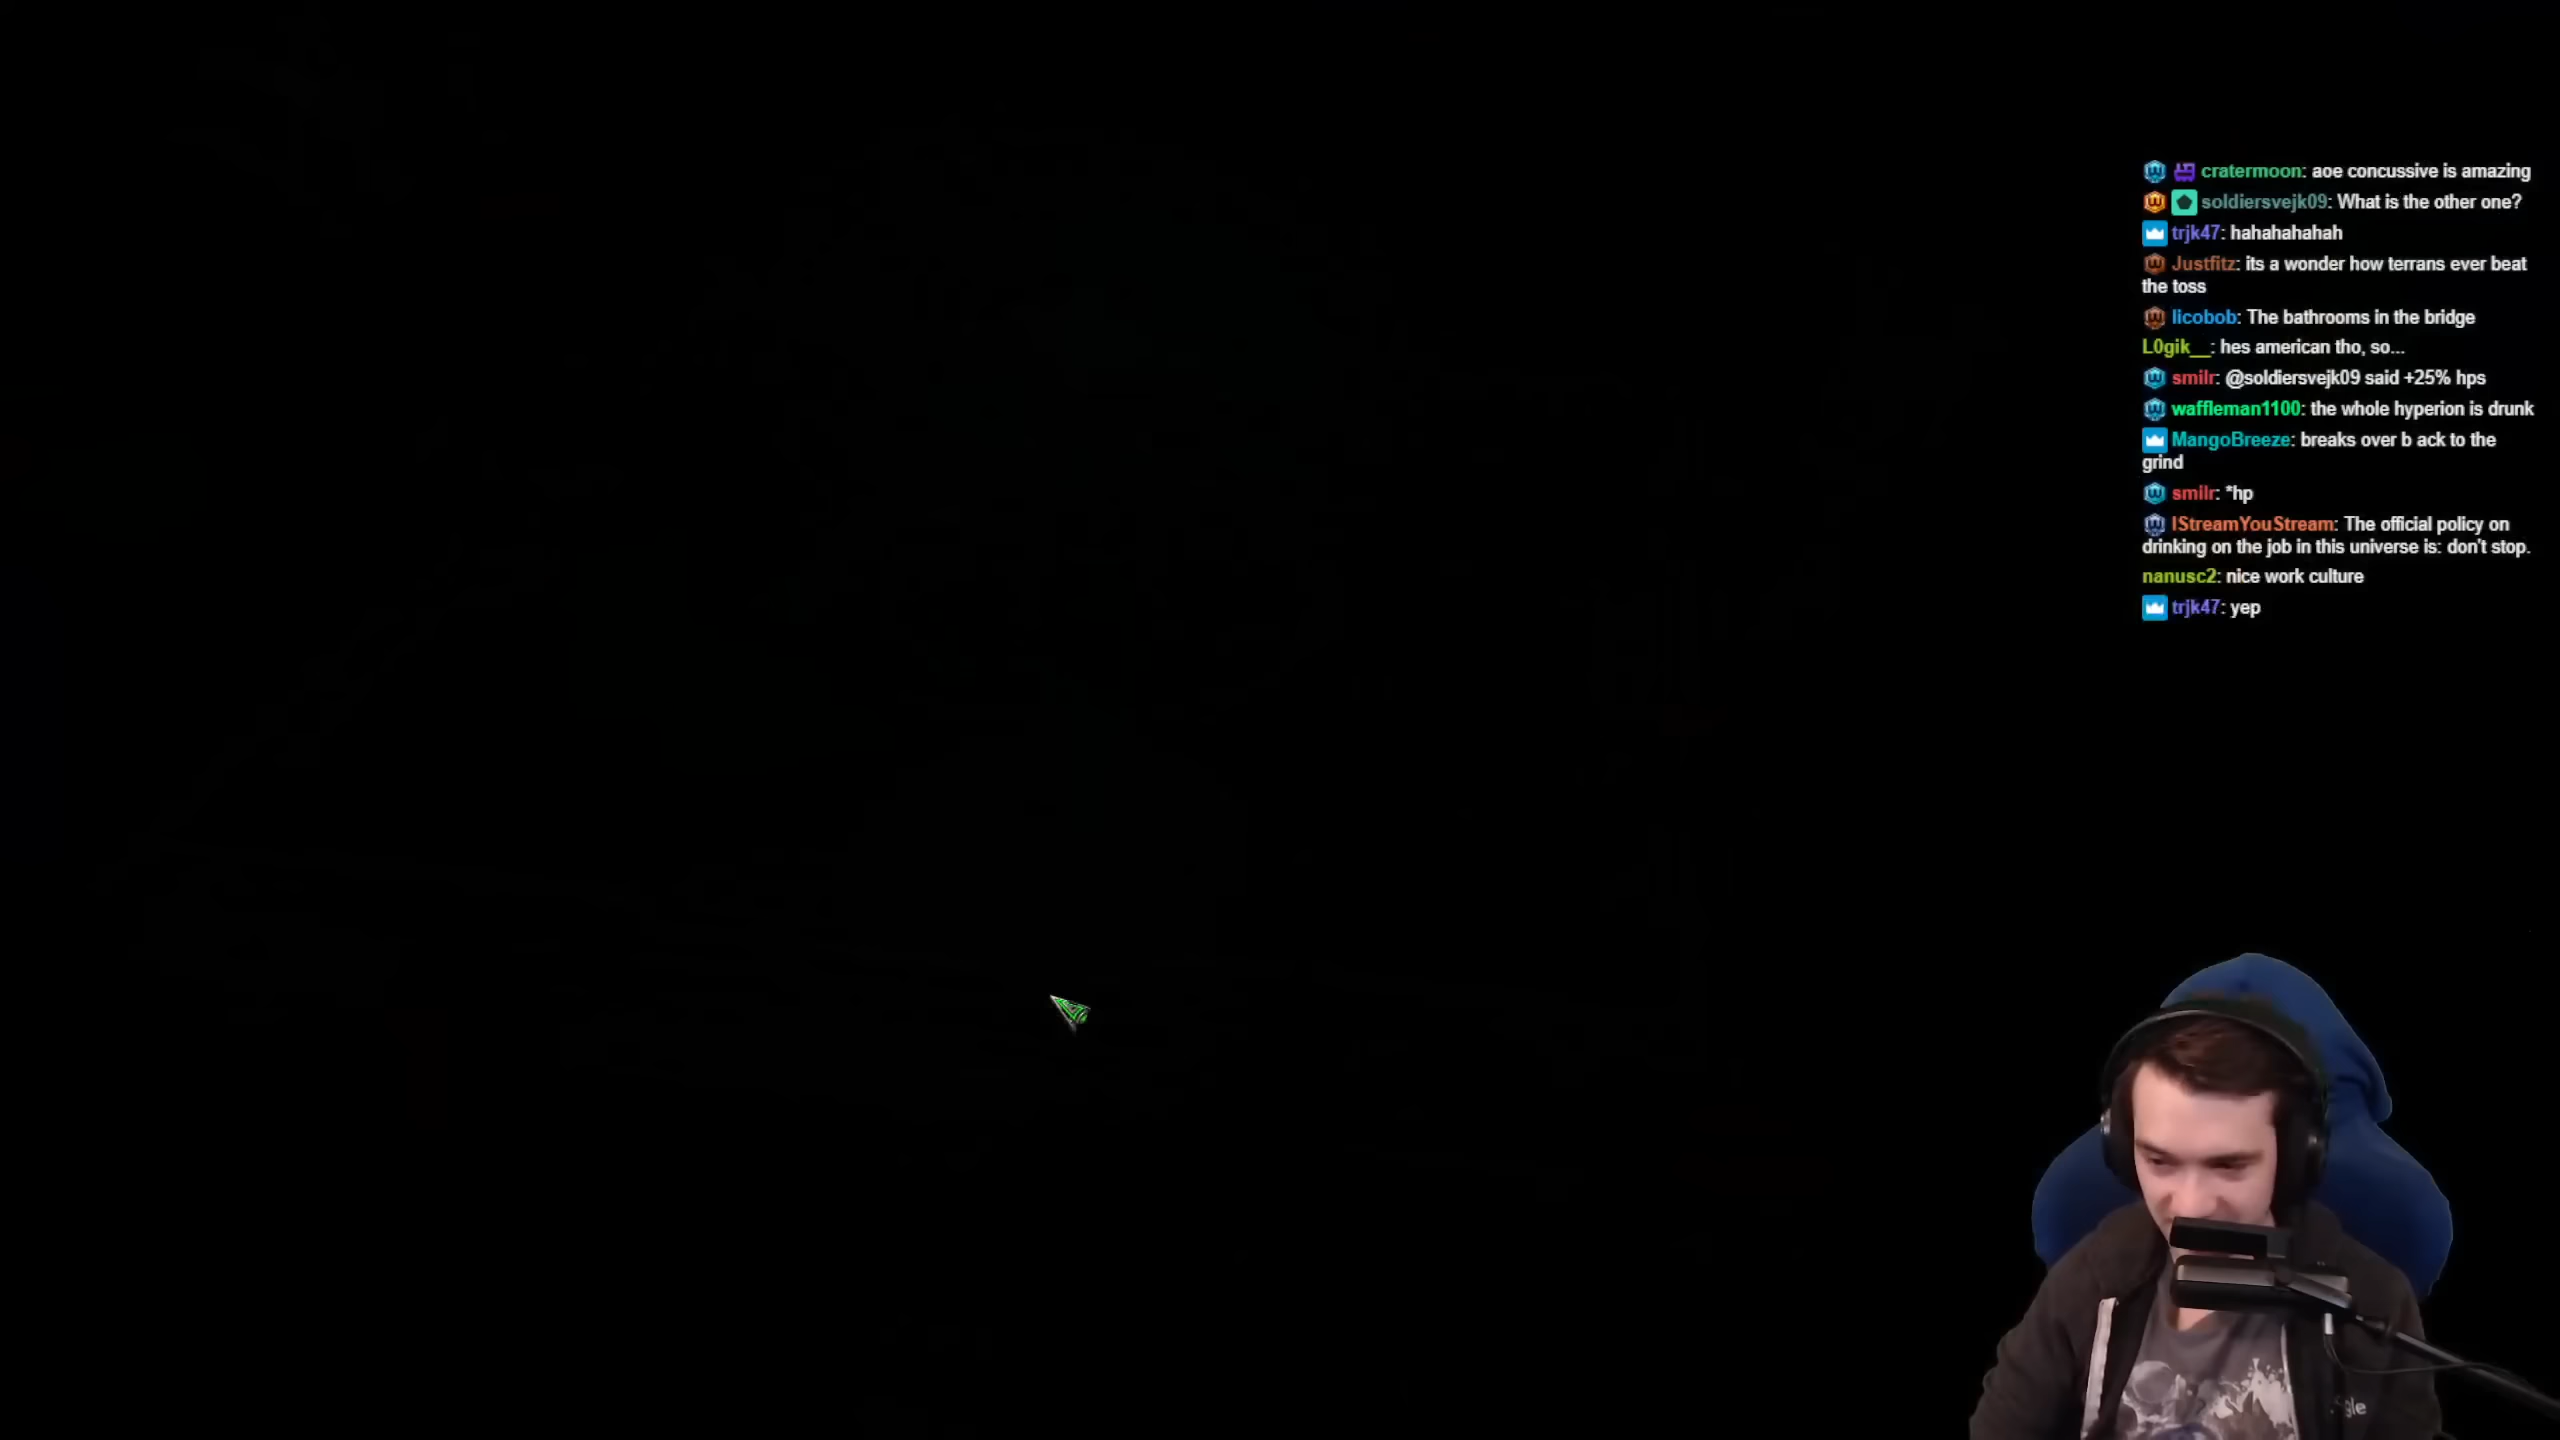 cratermoon: aoe concussive is amazing
soldiersvejk09: What is the other one?
trjk47: hahahahahah
Justfitz: its a wonder how terrans ever beat
the toss
licobob: The bathrooms in the bridge
L0gik__: hes american tho, so...
smilr: @soldiersvejk09 said +25% hps
waffleman1100: the whole hyperion is drunk
MangoBreeze: breaks over b ack to the
grind
smilr: *hp
IStreamYouStream: The official policy on
drinking on the job in this universe is: don't stop.
nanusc2: nice work culture
trjk47: yep